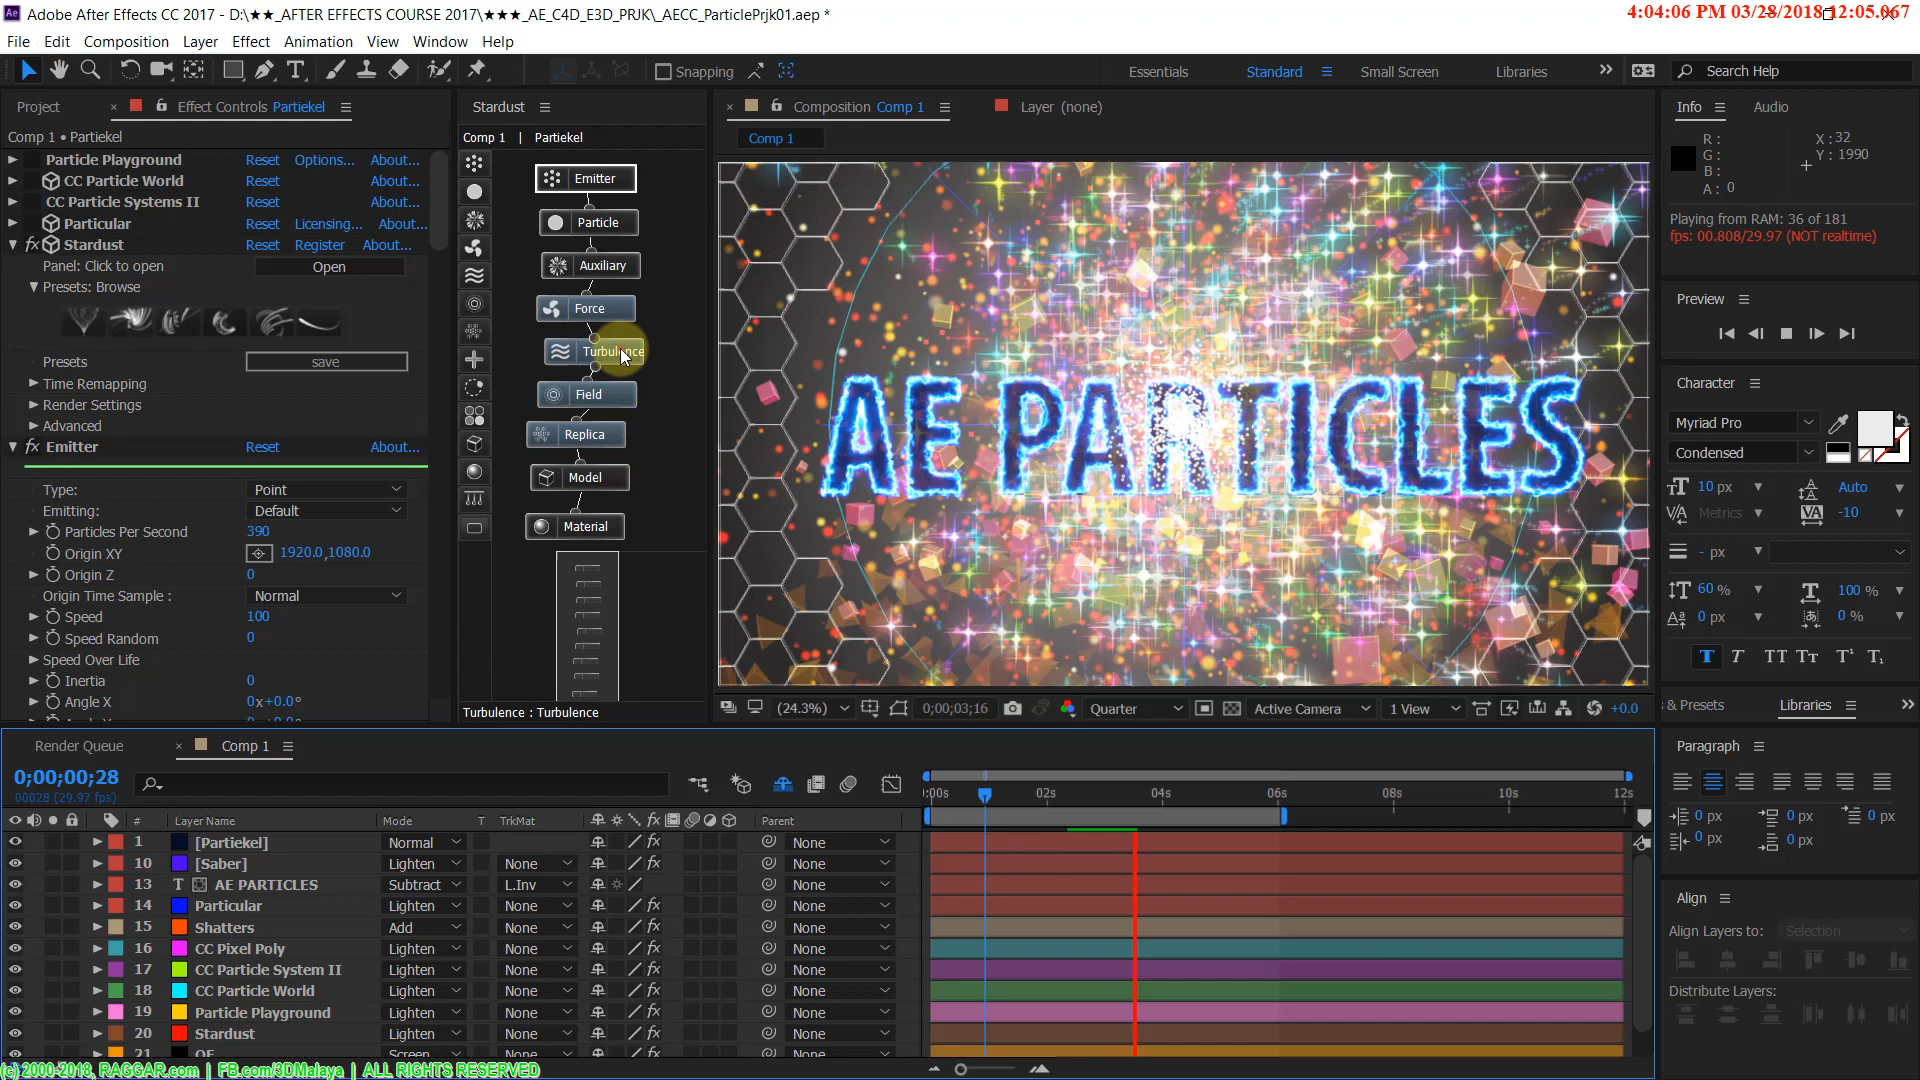 Adobe After Effects CC 2017 - D:\★★_AFTER EFFECTS COURSE 2017\★★★_AE_C4D_E3D_PRJK\_AECC_ParticlePrjk01.aep *
4:04:06 PM 03/28/2018 12:05.067
File Edit Composition Layer Effect Animation View Window Help
Snapping
Essentials Standard Small Screen Libraries Search Help
Project Effect Controls Partiekel
Stardust
Composition Comp 1
Layer (none)
Info Audio
Comp 1 • Partiekel
Comp 1 | Partiekel
Comp 1
Particle Playground Reset Options... About...
CC Particle World Reset About...
CC Particle Systems II Reset About...
Particular Reset Licensing... About...
Stardust Reset Register About...
Panel: Click to open Open
Presets: Browse
Presets save
Time Remapping
Render Settings
Advanced
Emitter Reset About...
Type: Point
Emitting: Default
Particles Per Second 390
Origin XY 1920.0,1080.0
Origin Z 0
Origin Time Sample : Normal
Speed 100
Speed Random 0
Speed Over Life
Inertia 0
Angle X 0x+0.0°
Emitter
Particle
Auxiliary
Force
Turbulence
Field
Replica
Model
Material
Turbulence : Turbulence
AE PARTICLES
(24.3%) 0;00;03;16 Quarter Active Camera 1 View +0.0
R :
G :
B :
A : 0
X : 32
Y : 1990
Playing from RAM: 36 of 181
fps: 00.808/29.97 (NOT realtime)
Preview
Character
Myriad Pro
Condensed
10 px Auto
Metrics -10
- px
60 % 100 %
0 px 0 %
T T TT Tт T¹ T₁
& Presets Libraries
Paragraph
0 px 0 px 0 px
0 px 0 px
Align
Align Layers to: Selection
Distribute Layers:
Render Queue Comp 1
0;00;00;28
00028 (29.97 fps)
:00s 02s 04s 06s 08s 10s 12s
# Layer Name Mode T TrkMat Parent
1 [Partiekel] Normal None
10 [Saber] Lighten None None
13 T AE PARTICLES Subtract L.Inv None
14 Particular Lighten None None
15 Shatters Add None None
16 CC Pixel Poly Lighten None None
17 CC Particle System II Lighten None None
18 CC Particle World Lighten None None
19 Particle Playground Lighten None None
20 Stardust Lighten None None
21 OF Screen None None
(c) 2000-2018, RAGGAR.com | FB.com/3DMalaya | ALL RIGHTS RESERVED